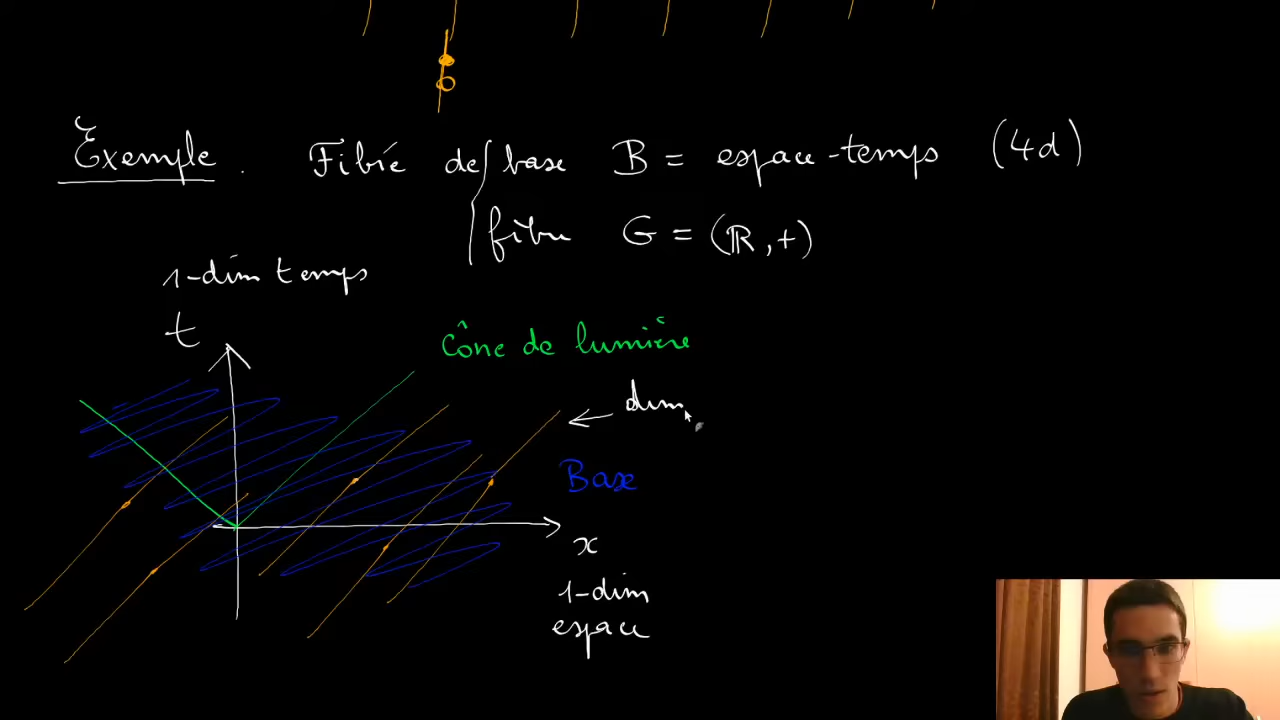 Exemple. Fibré de base B = espace-temps (4d)
fibre G = (ℝ, +)
1-dim temps
t
Cône de lumière
dim
Base
x
1-dim
espace